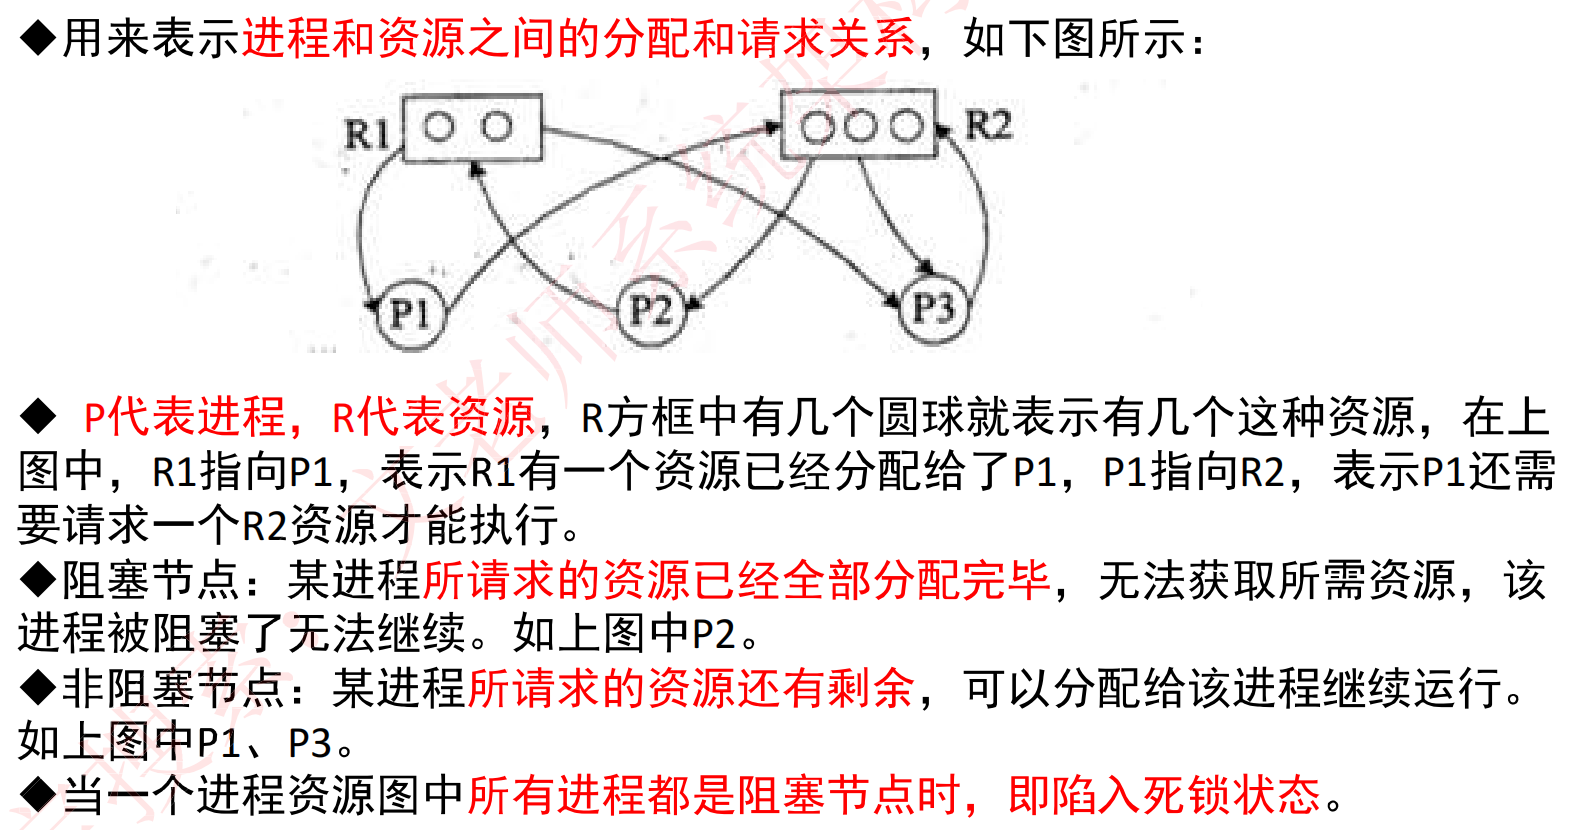 ◆用来表示进程和资源之间的分配和请求关系，如下图所示：
R1
R2
P1
P2
P3
◆ P代表进程，R代表资源，R方框中有几个圆球就表示有几个这种资源，在上
图中，R1指向P1，表示R1有一个资源已经分配给了P1，P1指向R2，表示P1还需
要请求一个R2资源才能执行。
◆阻塞节点：某进程所请求的资源已经全部分配完毕，无法获取所需资源，该
进程被阻塞了无法继续。如上图中P2。
◆非阻塞节点：某进程所请求的资源还有剩余，可以分配给该进程继续运行。
如上图中P1、P3。
◆当一个进程资源图中所有进程都是阻塞节点时，即陷入死锁状态。
文老师系统架构